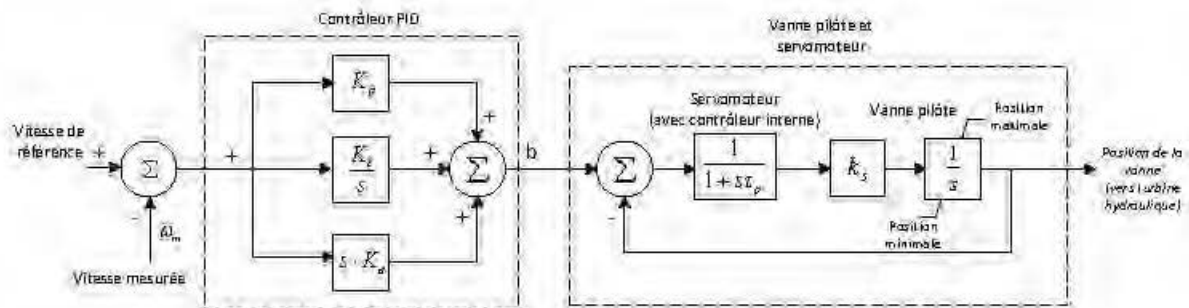 Contrôleur PID
Vanne pilote et
servomoteur
Vitesse de
référence
+
Σ
-
ω_m
Vitesse mesurée
+
K_p
K_i
s
s · K_d
+
+
+
Σ
b
Σ
-
Servomoteur
(avec contrôleur interne)
1
1 + sτ_p
k_s
Vanne pilote
Position
maximale
1
s
Position
minimale
Position de la
vanne
(vers turbine
hydraulique)